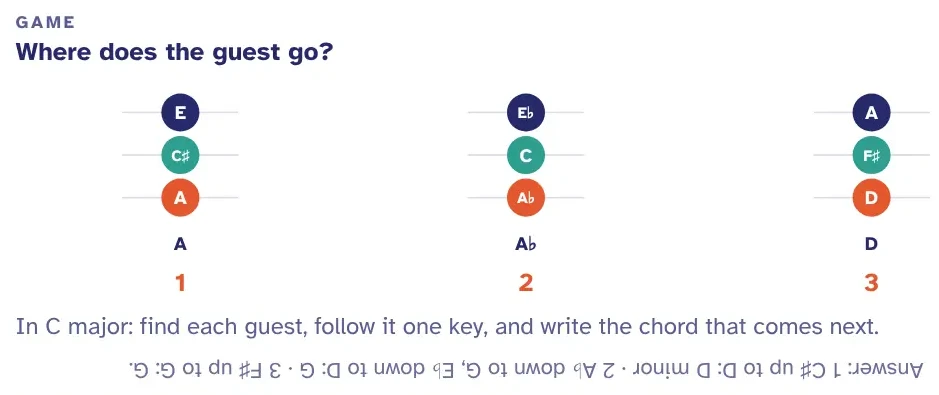 GAME
Where does the guest go?
E E♭ A
C♯ C F♯
A A♭ D
A A♭ D
1 2 3
In C major: find each guest, follow it one key, and write the chord that comes next.
Answer: 1 C♯ up to D: D minor · 2 A♭ down to G, E♭ down to D: G · 3 F♯ up to G: G.